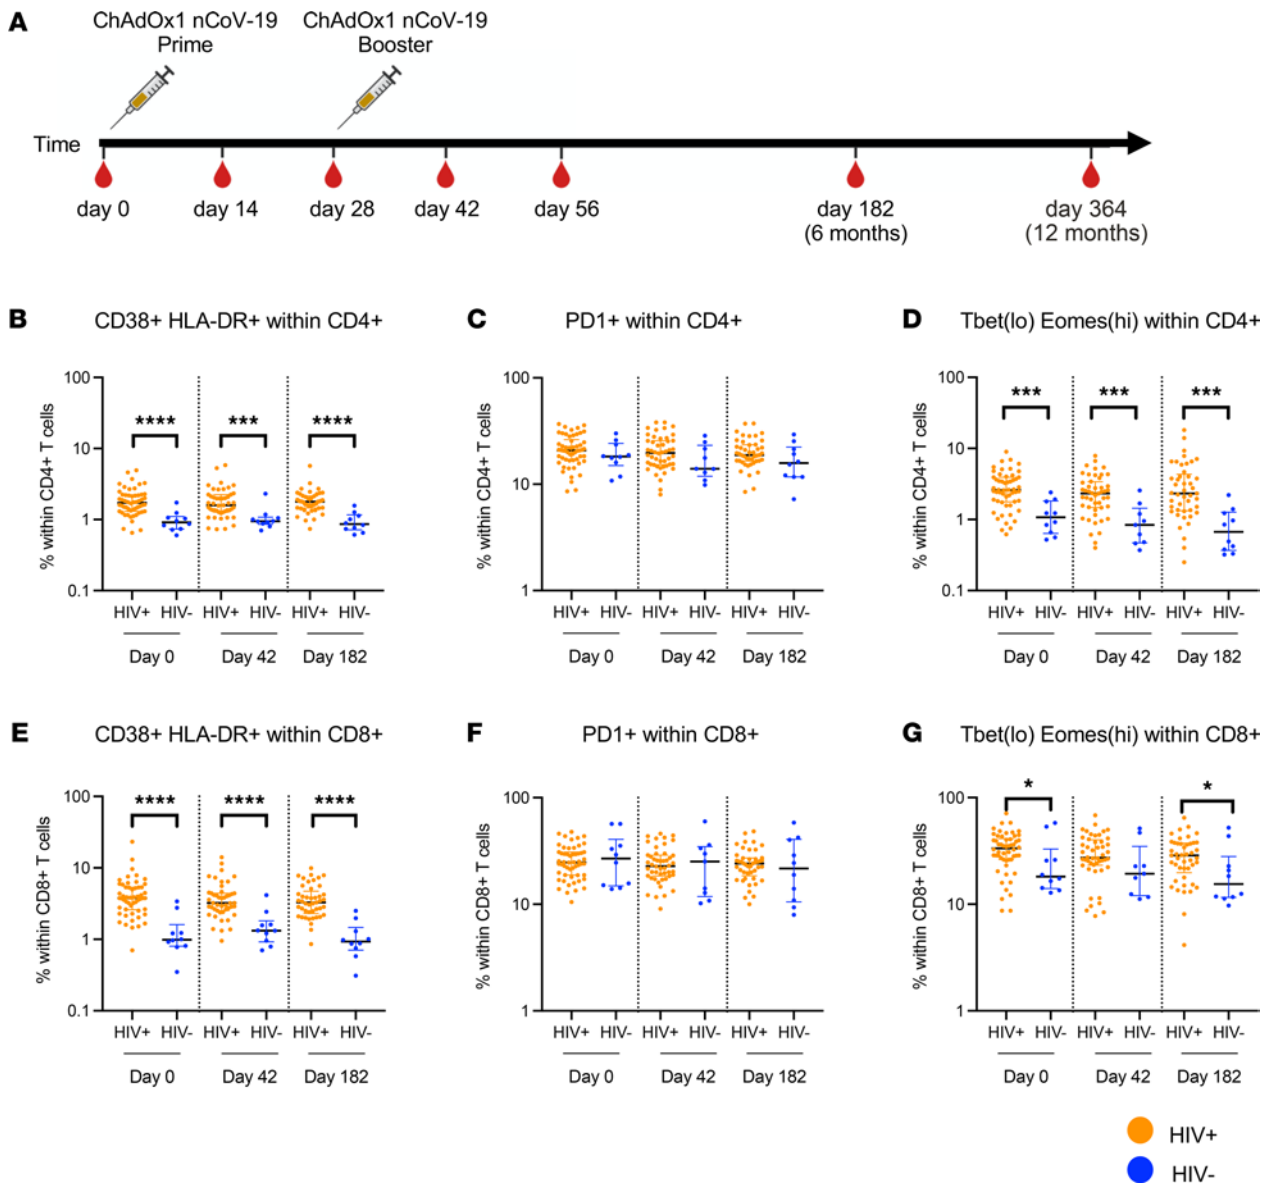 A
ChAdOx1 nCoV-19
Prime
ChAdOx1 nCoV-19
Booster
Time
day 0
day 14
day 28
day 42
day 56
day 182
(6 months)
day 364
(12 months)
B
CD38+ HLA-DR+ within CD4+
% within CD4+ T cells
100
10
1
0.1
**** *** ****
HIV+ HIV- HIV+ HIV- HIV+ HIV-
Day 0 Day 42 Day 182
C
PD1+ within CD4+
% within CD4+ T cells
100
10
1
HIV+ HIV- HIV+ HIV- HIV+ HIV-
Day 0 Day 42 Day 182
D
Tbet(lo) Eomes(hi) within CD4+
% within CD4+ T cells
100
10
1
0.1
*** *** ***
HIV+ HIV- HIV+ HIV- HIV+ HIV-
Day 0 Day 42 Day 182
E
CD38+ HLA-DR+ within CD8+
% within CD8+ T cells
100
10
1
0.1
**** **** ****
HIV+ HIV- HIV+ HIV- HIV+ HIV-
Day 0 Day 42 Day 182
F
PD1+ within CD8+
% within CD8+ T cells
100
10
1
HIV+ HIV- HIV+ HIV- HIV+ HIV-
Day 0 Day 42 Day 182
G
Tbet(lo) Eomes(hi) within CD8+
% within CD8+ T cells
100
10
1
* *
HIV+ HIV- HIV+ HIV- HIV+ HIV-
Day 0 Day 42 Day 182
HIV+
HIV-